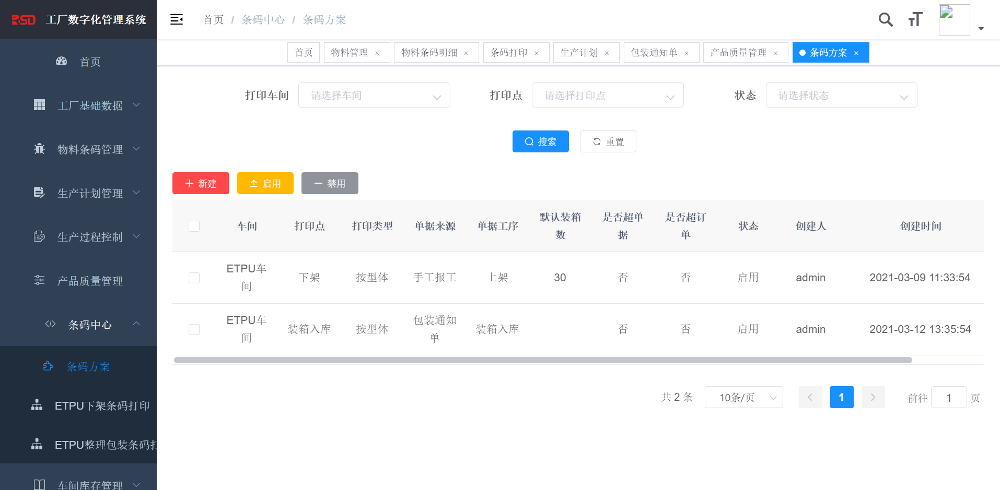 RSD 工厂数字化管理系统
首页 / 条码中心 / 条码方案
首页 物料管理 × 物料条码明细 × 条码打印 × 生产计划 × 包装通知单 × 产品质量管理 × 条码方案 ×
首页
工厂基础数据
物料条码管理
生产计划管理
生产过程控制
产品质量管理
条码中心
条码方案
ETPU下架条码打印
ETPU整理包装条码打
车间库存管理
打印车间 请选择车间 打印点 请选择打印点 状态 请选择状态
搜索 重置
新建 启用 禁用
车间 打印点 打印类型 单据来源 单据工序 默认装箱数 是否超单据 是否超订单 状态 创建人 创建时间
ETPU车间 下架 按型体 手工报工 上架 30 否 否 启用 admin 2021-03-09 11:33:54
ETPU车间 装箱入库 按型体 包装通知单 装箱入库 否 否 启用 admin 2021-03-12 13:35:54
共 2 条 10条/页 1 前往 1 页